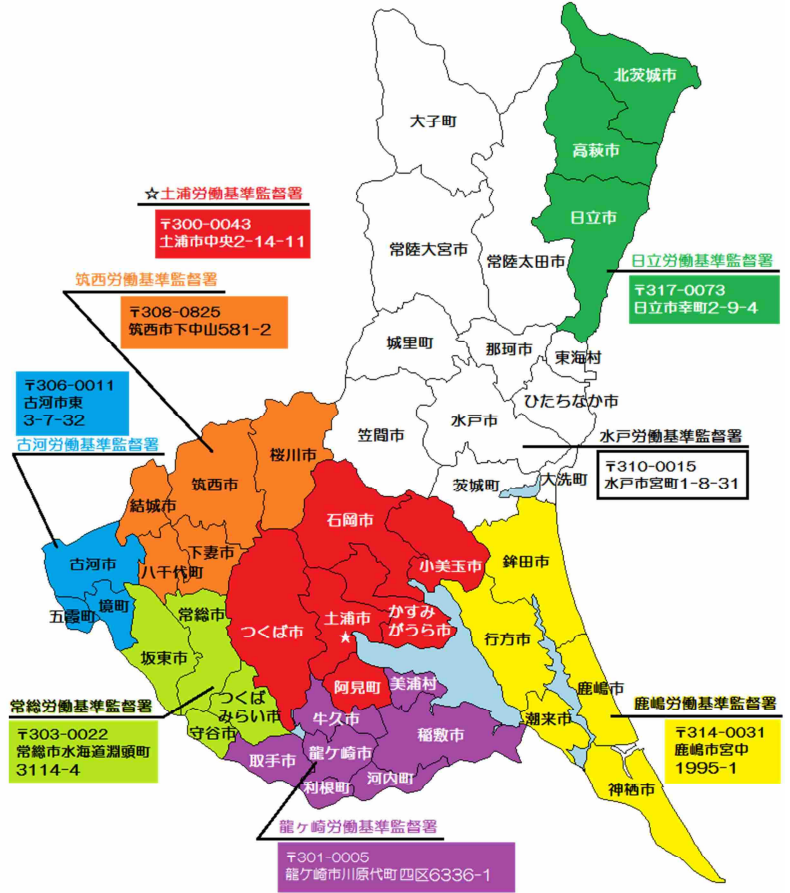 北茨城市
大子町
高萩市
☆土浦労働基準監督署
〒300-0043
土浦市中央2-14-11
日立市
常陸大宮市
常陸太田市
日立労働基準監督署
〒317-0073
日立市幸町2-9-4
筑西労働基準監督署
〒308-0825
筑西市下中山581-2
城里町
那珂市
東海村
〒306-0011
古河市東
3-7-32
古河労働基準監督署
ひたちなか市
水戸市
笠間市
水戸労働基準監督署
〒310-0015
水戸市宮町1-8-31
桜川市
筑西市
茨城町
大洗町
結城市
石岡市
下妻市
八千代町
古河市
小美玉市
鉾田市
境町
五霞町
常総市
つくば市
土浦市
★
かすみ
がうら市
行方市
坂東市
阿見町
美浦村
鹿嶋市
つくば
みらい市
守谷市
牛久市
稲敷市
潮来市
常総労働基準監督署
〒303-0022
常総市水海道淵頭町
3114-4
鹿嶋労働基準監督署
〒314-0031
鹿嶋市宮中
1995-1
取手市
龍ケ崎市
利根町
河内町
神栖市
龍ヶ崎労働基準監督署
〒301-0005
龍ケ崎市川原代町四区6336-1